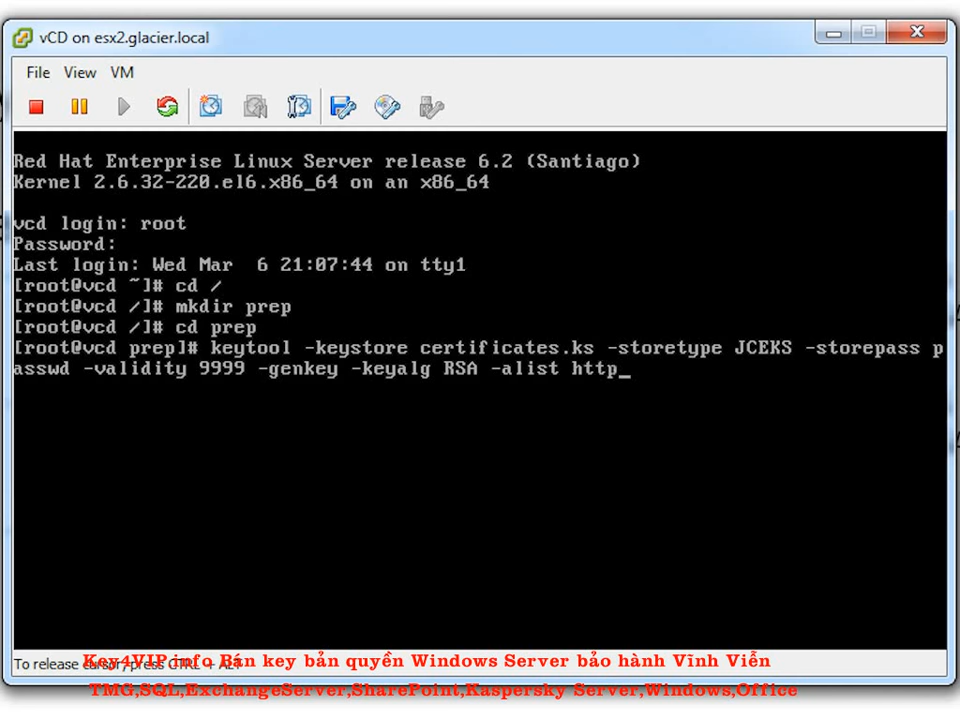 vCD on esx2.glacier.local
File View VM
Red Hat Enterprise Linux Server release 6.2 (Santiago)
Kernel 2.6.32-220.el6.x86_64 on an x86_64
vcd login: root
Password:
Last login: Wed Mar  6 21:07:44 on tty1
[root@vcd ~]# cd /
[root@vcd /]# mkdir prep
[root@vcd /]# cd prep
[root@vcd prep]# keytool -keystore certificates.ks -storetype JCEKS -storepass p
asswd -validity 9999 -genkey -keyalg RSA -alist http_
To release cursor, press CTRL + ALT
Key4VIP.info Bán key bản quyền Windows Server bảo hành Vĩnh Viễn
TMG,SQL,ExchangeServer,SharePoint,Kaspersky Server,Windows,Office